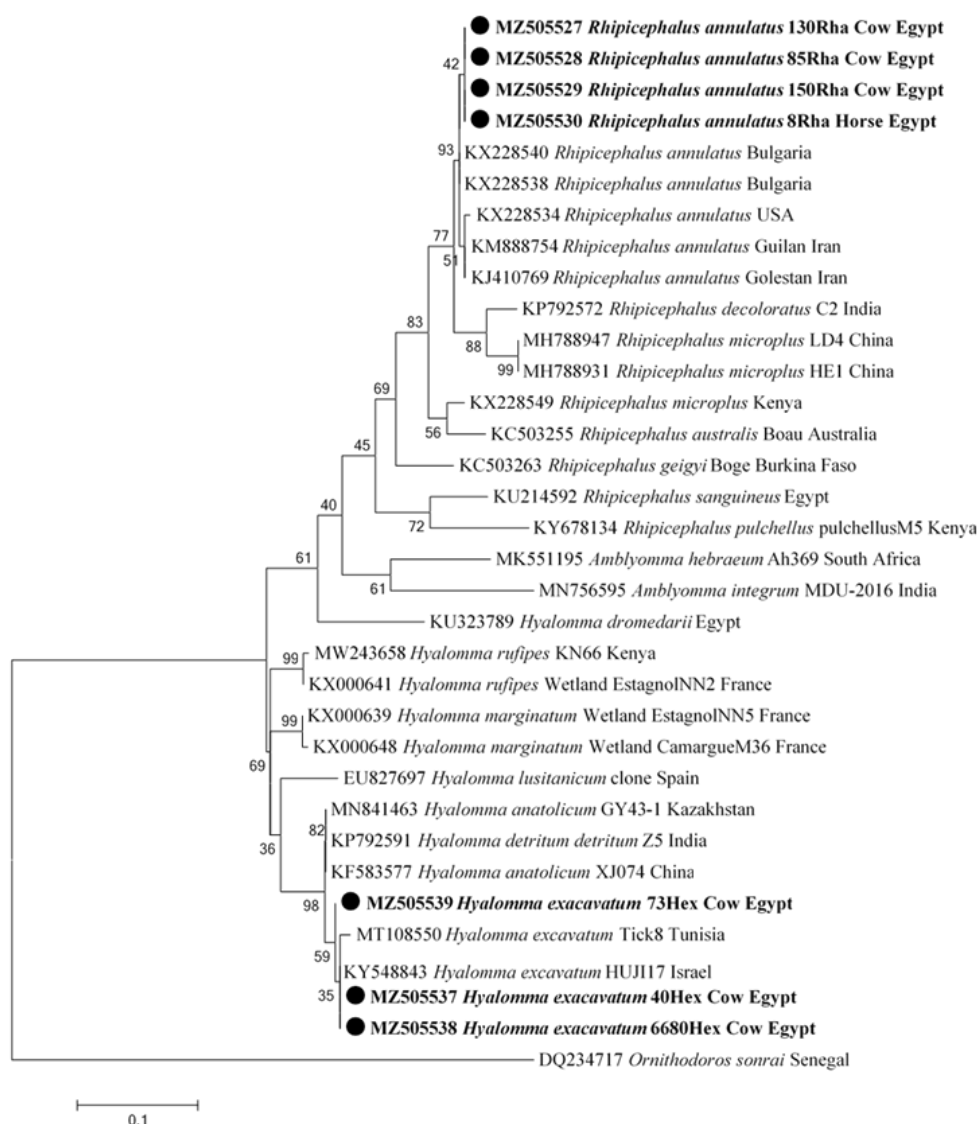 MZ505527 Rhipicephalus annulatus 130Rha Cow Egypt
42
MZ505528 Rhipicephalus annulatus 85Rha Cow Egypt
MZ505529 Rhipicephalus annulatus 150Rha Cow Egypt
MZ505530 Rhipicephalus annulatus 8Rha Horse Egypt
93
KX228540 Rhipicephalus annulatus Bulgaria
KX228538 Rhipicephalus annulatus Bulgaria
KX228534 Rhipicephalus annulatus USA
77
KM888754 Rhipicephalus annulatus Guilan Iran
51
KJ410769 Rhipicephalus annulatus Golestan Iran
KP792572 Rhipicephalus decoloratus C2 India
83
88
MH788947 Rhipicephalus microplus LD4 China
99
MH788931 Rhipicephalus microplus HE1 China
69
KX228549 Rhipicephalus microplus Kenya
56
KC503255 Rhipicephalus australis Boau Australia
45
KC503263 Rhipicephalus geigyi Boge Burkina Faso
KU214592 Rhipicephalus sanguineus Egypt
40
72
KY678134 Rhipicephalus pulchellus pulchellusM5 Kenya
61
MK551195 Amblyomma hebraeum Ah369 South Africa
61
MN756595 Amblyomma integrum MDU-2016 India
KU323789 Hyalomma dromedarii Egypt
99
MW243658 Hyalomma rufipes KN66 Kenya
KX000641 Hyalomma rufipes Wetland EstagnolNN2 France
99
KX000639 Hyalomma marginatum Wetland EstagnolNN5 France
KX000648 Hyalomma marginatum Wetland CamargueM36 France
69
EU827697 Hyalomma lusitanicum clone Spain
MN841463 Hyalomma anatolicum GY43-1 Kazakhstan
82
36
KP792591 Hyalomma detritum detritum Z5 India
KF583577 Hyalomma anatolicum XJ074 China
98
MZ505539 Hyalomma exacavatum 73Hex Cow Egypt
MT108550 Hyalomma excavatum Tick8 Tunisia
59
KY548843 Hyalomma excavatum HUJI17 Israel
35
MZ505537 Hyalomma exacavatum 40Hex Cow Egypt
MZ505538 Hyalomma exacavatum 6680Hex Cow Egypt
DQ234717 Ornithodoros sonrai Senegal
0.1